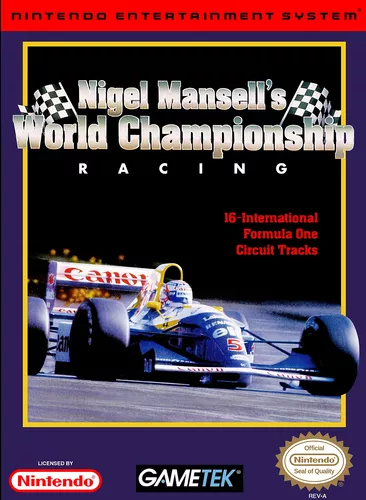 NINTENDO ENTERTAINMENT SYSTEM®
Nigel Mansell's
World Championship
RACING
16-International
Formula One
Circuit Tracks
Canon
5
LICENSED BY
Nintendo®
GAMETEK®
Official
Nintendo®
Seal of Quality
REV-A